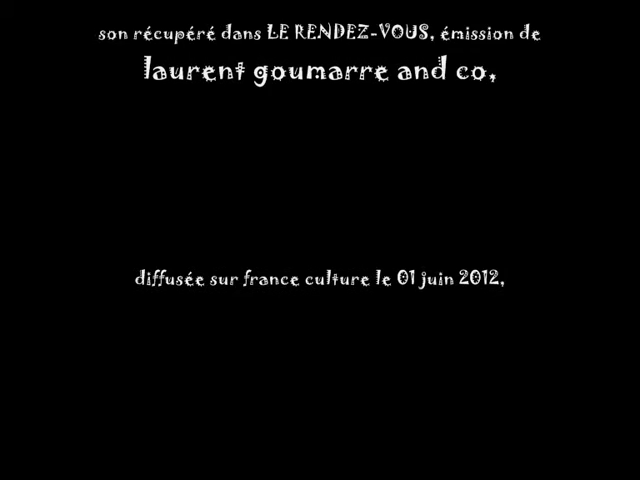 son récupéré dans LE RENDEZ-VOUS, émission de
laurent goumarre and co,
diffusée sur france culture le 01 juin 2012,